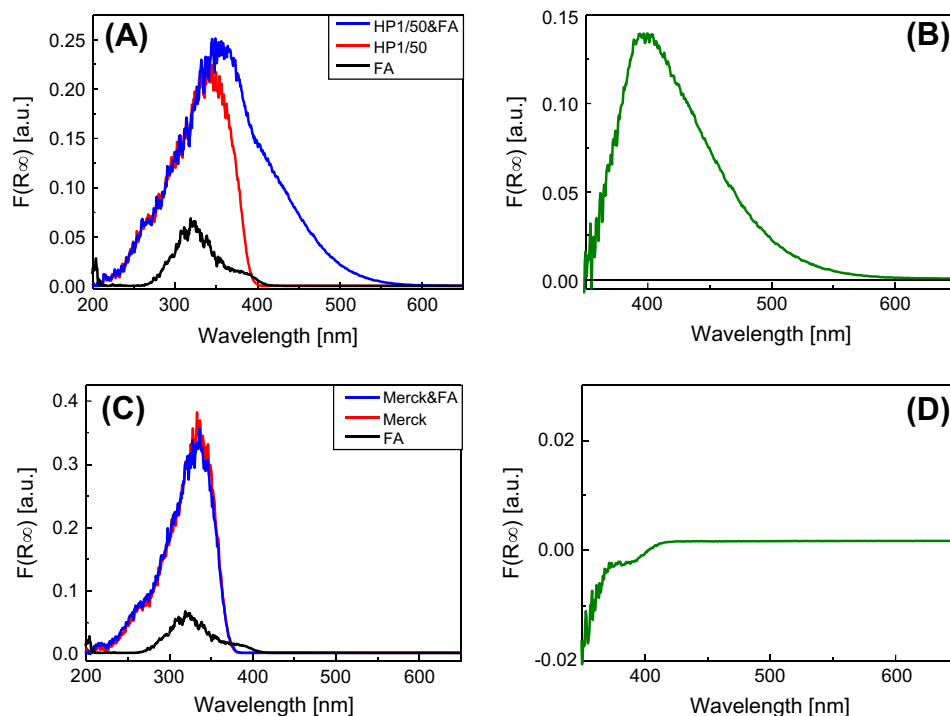 (A)
HP1/50&FA
HP1/50
FA
0.25
0.20
0.15
0.10
0.05
0.00
F(R∞) [a.u.]
200 300 400 500 600
Wavelength [nm]
(B)
0.15
0.10
0.05
0.00
F(R∞) [a.u.]
400 500 600
Wavelength [nm]
(C)
Merck&FA
Merck
FA
0.4
0.3
0.2
0.1
0.0
F(R∞) [a.u.]
200 300 400 500 600
Wavelength [nm]
(D)
0.02
0.00
-0.02
F(R∞) [a.u.]
400 500 600
Wavelength [nm]